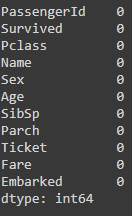 PassengerId 0
Survived 0
Pclass 0
Name 0
Sex 0
Age 0
SibSp 0
Parch 0
Ticket 0
Fare 0
Embarked 0
dtype: int64